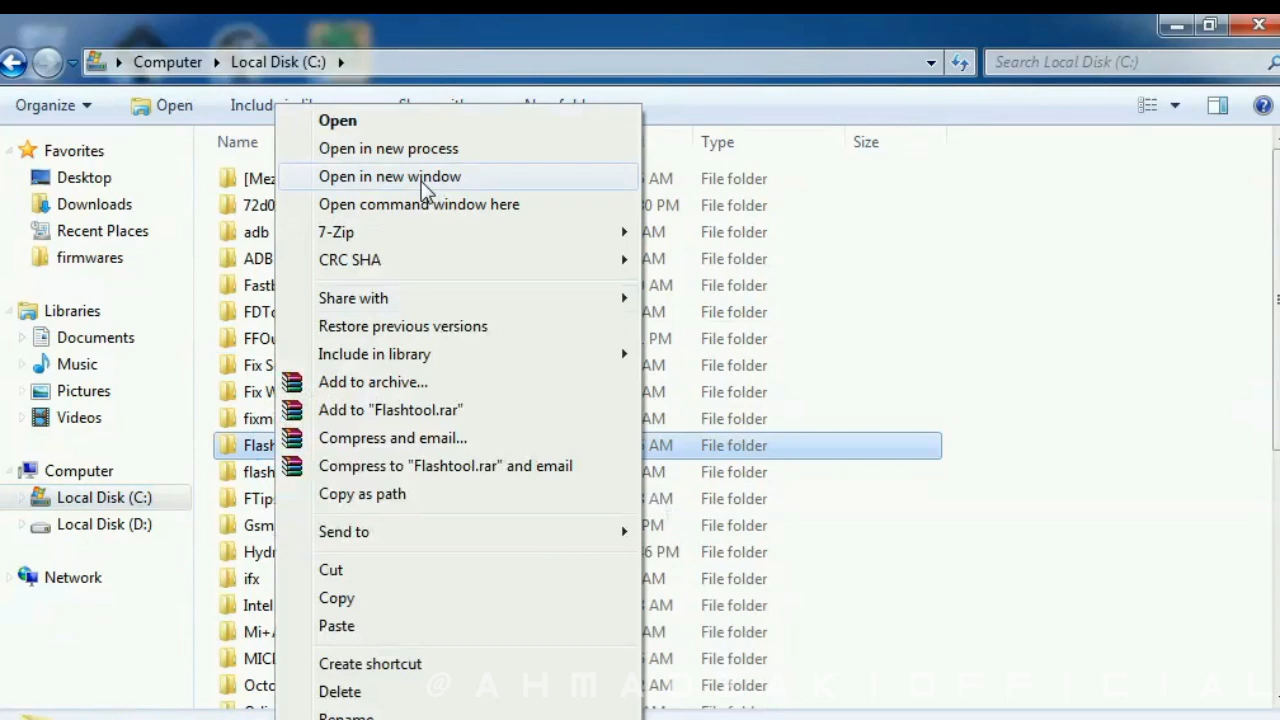 Computer Local Disk (C:)
Search Local Disk (C:)
Organize Open
Name Type Size
Favorites
Desktop
Downloads
Recent Places
firmwares
Libraries
Documents
Music
Pictures
Videos
Computer
Local Disk (C:)
Local Disk (D:)
Network
adb
ADB
ifx
Intel
Open
Open in new process
Open in new window
Open command window here
7-Zip
CRC SHA
Share with
Restore previous versions
Include in library
Add to archive...
Add to "Flashtool.rar"
Compress and email...
Compress to "Flashtool.rar" and email
Copy as path
Send to
Cut
Copy
Paste
Create shortcut
Delete
Rename
AM File folder
PM File folder
AM File folder
AM File folder
AM File folder
AM File folder
PM File folder
AM File folder
AM File folder
AM File folder
AM File folder
AM File folder
AM File folder
PM File folder
PM File folder
AM File folder
AM File folder
AM File folder
AM File folder
AM File folder